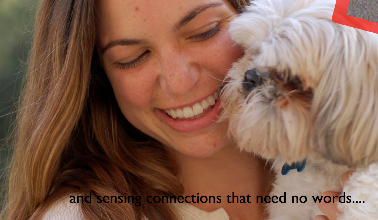 and sensing connections that need no words....